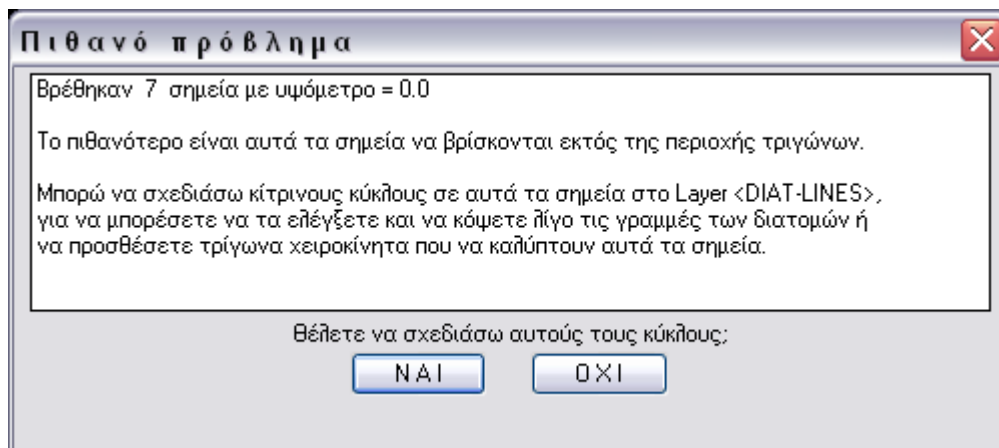 Πιθανό πρόβλημα
Βρέθηκαν 7 σημεία με υψόμετρο = 0.0
Το πιθανότερο είναι αυτά τα σημεία να βρίσκονται εκτός της περιοχής τριγώνων.
Μπορώ να σχεδιάσω κίτρινους κύκλους σε αυτά τα σημεία στο Layer <DIAT-LINES>,
για να μπορέσετε να τα ελέγξετε και να κόψετε λίγο τις γραμμές των διατομών ή
να προσθέσετε τρίγωνα χειροκίνητα που να καλύπτουν αυτά τα σημεία.
Θέλετε να σχεδιάσω αυτούς τους κύκλους;
ΝΑΙ ΟΧΙ